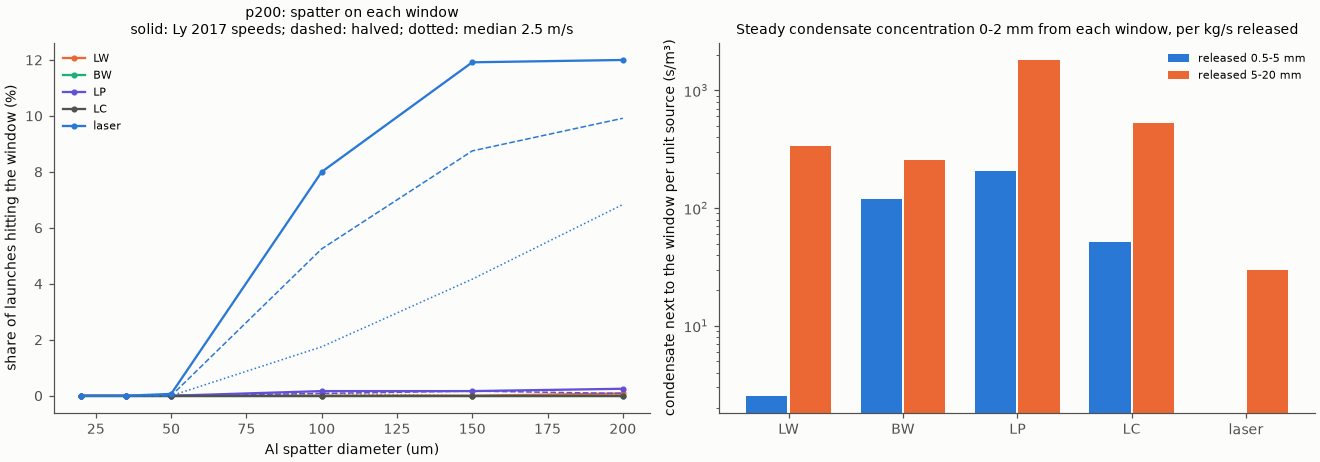 p200: spatter on each window
solid: Ly 2017 speeds; dashed: halved; dotted: median 2.5 m/s
share of launches hitting the window (%)
12
10
8
6
4
2
0
LW
BW
LP
LC
laser
25
50
75
100
125
150
175
200
Al spatter diameter (um)
Steady condensate concentration 0-2 mm from each window, per kg/s released
condensate next to the window per unit source (s/m³)
10³
10²
10¹
released 0.5-5 mm
released 5-20 mm
LW
BW
LP
LC
laser